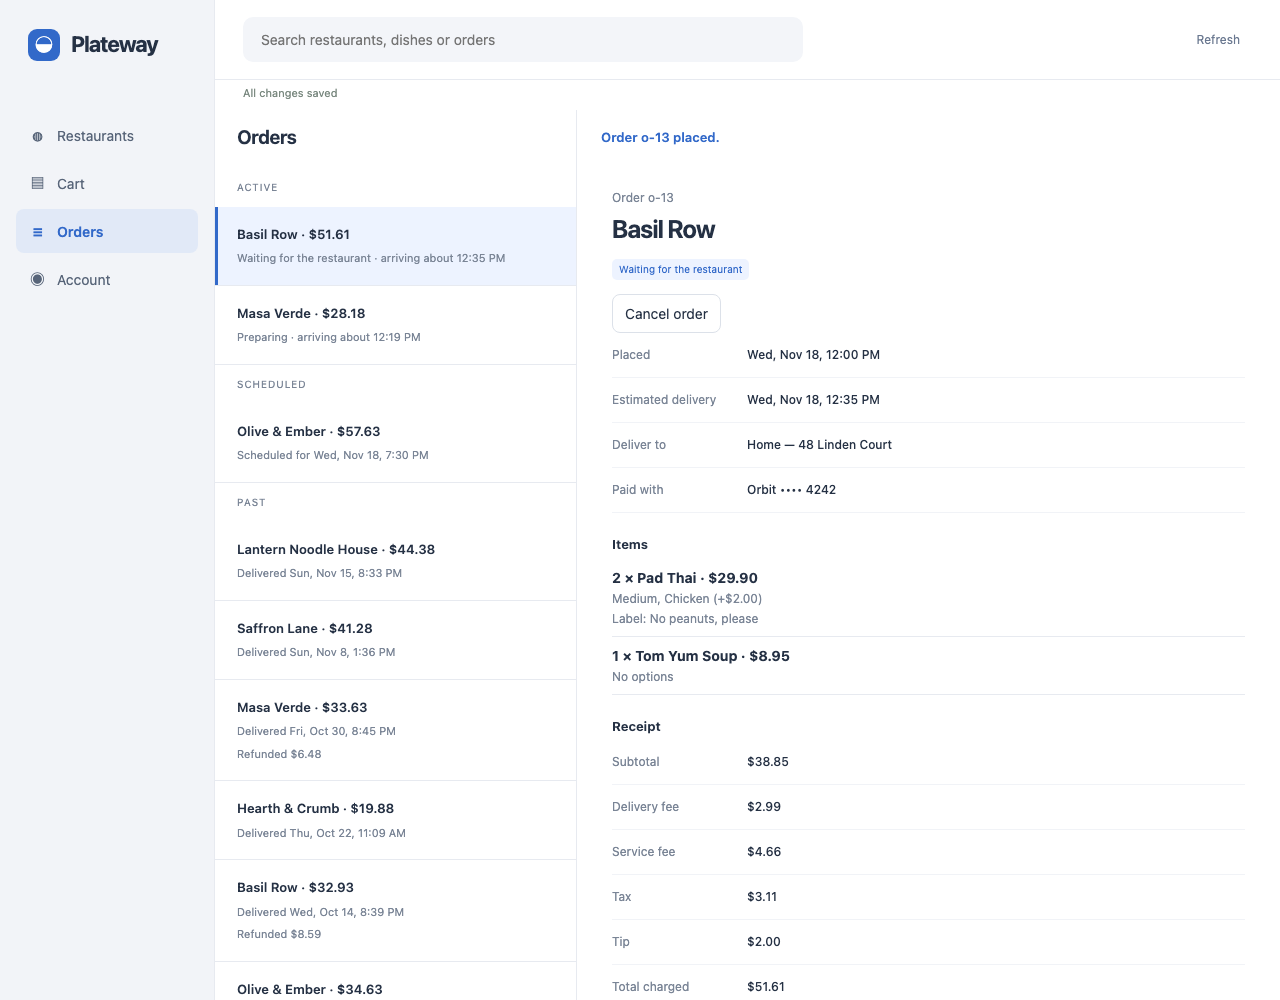 Plateway
Search restaurants, dishes or orders
Refresh
All changes saved
Restaurants
Cart
Orders
Account
Orders
ACTIVE
Basil Row · $51.61
Waiting for the restaurant · arriving about 12:35 PM
Masa Verde · $28.18
Preparing · arriving about 12:19 PM
SCHEDULED
Olive & Ember · $57.63
Scheduled for Wed, Nov 18, 7:30 PM
PAST
Lantern Noodle House · $44.38
Delivered Sun, Nov 15, 8:33 PM
Saffron Lane · $41.28
Delivered Sun, Nov 8, 1:36 PM
Masa Verde · $33.63
Delivered Fri, Oct 30, 8:45 PM
Refunded $6.48
Hearth & Crumb · $19.88
Delivered Thu, Oct 22, 11:09 AM
Basil Row · $32.93
Delivered Wed, Oct 14, 8:39 PM
Refunded $8.59
Olive & Ember · $34.63
Order o-13 placed.
Order o-13
Basil Row
Waiting for the restaurant
Cancel order
Placed Wed, Nov 18, 12:00 PM
Estimated delivery Wed, Nov 18, 12:35 PM
Deliver to Home — 48 Linden Court
Paid with Orbit •••• 4242
Items
2 × Pad Thai · $29.90
Medium, Chicken (+$2.00)
Label: No peanuts, please
1 × Tom Yum Soup · $8.95
No options
Receipt
Subtotal $38.85
Delivery fee $2.99
Service fee $4.66
Tax $3.11
Tip $2.00
Total charged $51.61